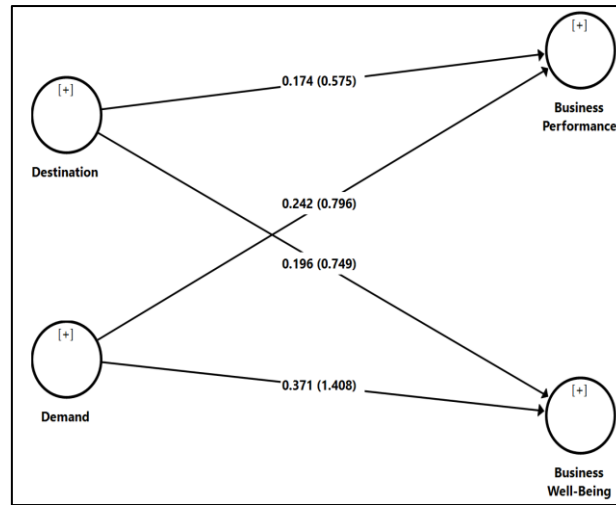 [+]
Business
Performance
[+]
Destination
0.174 (0.575)
0.242 (0.796)
0.196 (0.749)
[+]
Demand
0.371 (1.408)
[+]
Business
Well-Being